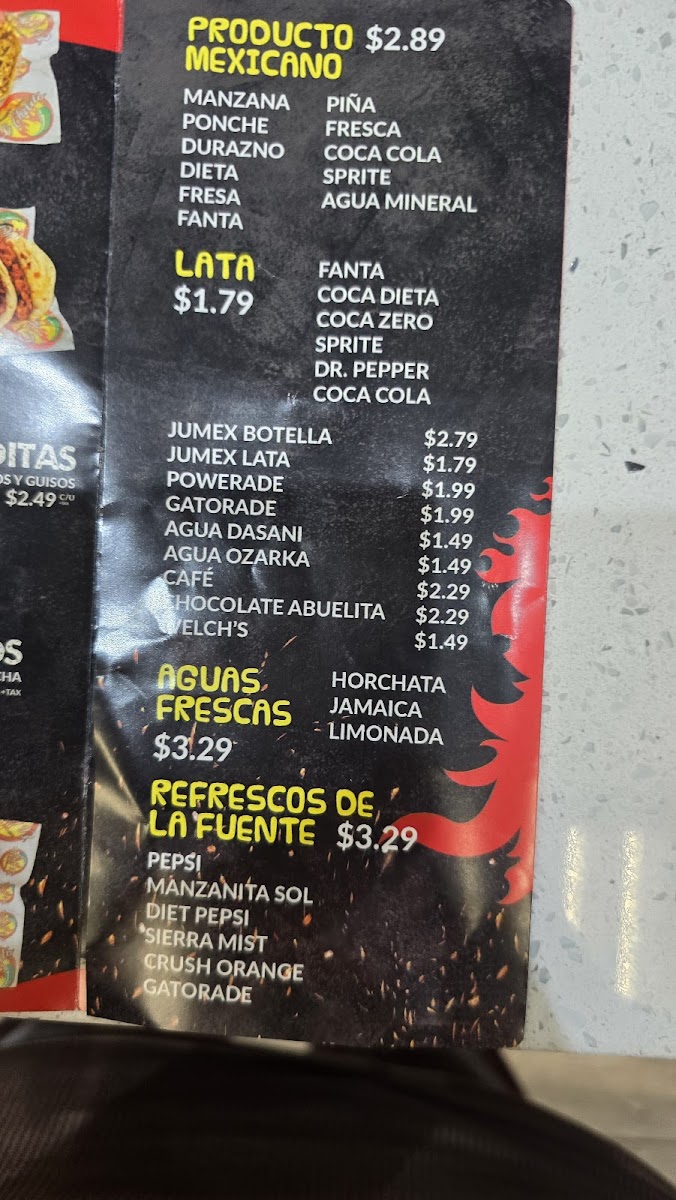 PRODUCTO $2.89
MEXICANO
MANZANA
PONCHE
DURAZNO
DIETA
FRESA
FANTA
PIÑA
FRESCA
COCA COLA
SPRITE
AGUA MINERAL
LATA
$1.79
FANTA
COCA DIETA
COCA ZERO
SPRITE
DR. PEPPER
COCA COLA
JUMEX BOTELLA $2.79
JUMEX LATA $1.79
POWERADE $1.99
GATORADE $1.99
AGUA DASANI $1.49
AGUA OZARKA $1.49
CAFÉ $2.29
CHOCOLATE ABUELITA $2.29
WELCH'S $1.49
AGUAS
FRESCAS
$3.29
HORCHATA
JAMAICA
LIMONADA
REFRESCOS DE
LA FUENTE $3.29
PEPSI
MANZANITA SOL
DIET PEPSI
SIERRA MIST
CRUSH ORANGE
GATORADE
DITAS
OS Y GUISOS
$2.49 C/U
+TAX